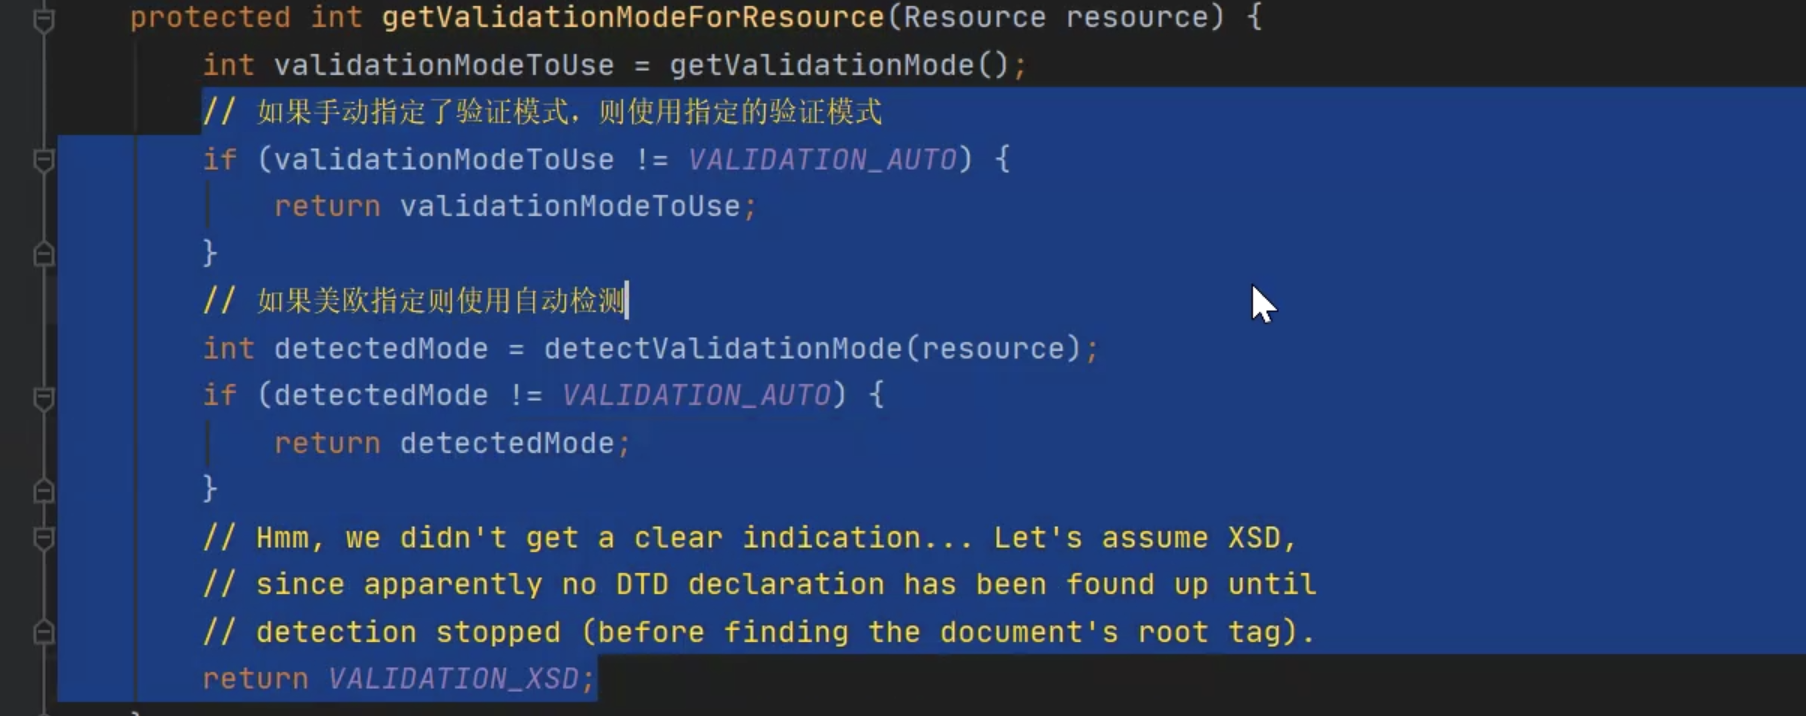 protected int getValidationModeForResource(Resource resource) {
int validationModeToUse = getValidationMode();
// 如果手动指定了验证模式，则使用指定的验证模式
if (validationModeToUse != VALIDATION_AUTO) {
return validationModeToUse;
}
// 如果美欧指定则使用自动检测
int detectedMode = detectValidationMode(resource);
if (detectedMode != VALIDATION_AUTO) {
return detectedMode;
}
// Hmm, we didn't get a clear indication... Let's assume XSD,
// since apparently no DTD declaration has been found up until
// detection stopped (before finding the document's root tag).
return VALIDATION_XSD;